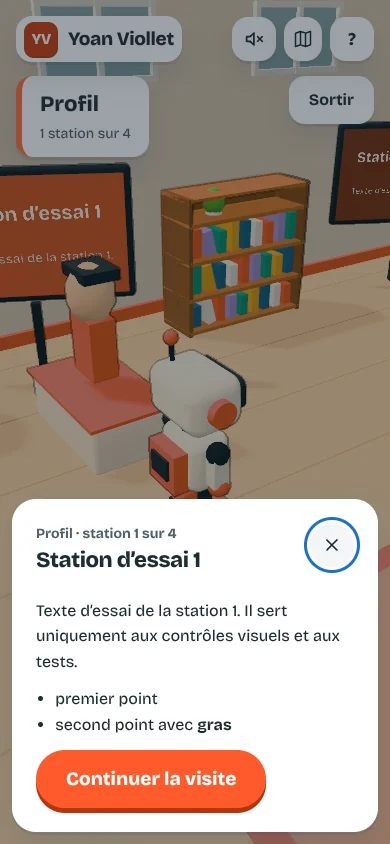 YV Yoan Viollet ?
Profil
1 station sur 4
Sortir
Stati
on d'essai 1
Texte d'es
ssai de la station 1.
Profil · station 1 sur 4
Station d'essai 1
Texte d'essai de la station 1. Il sert
uniquement aux contrôles visuels et aux
tests.
• premier point
• second point avec gras
Continuer la visite